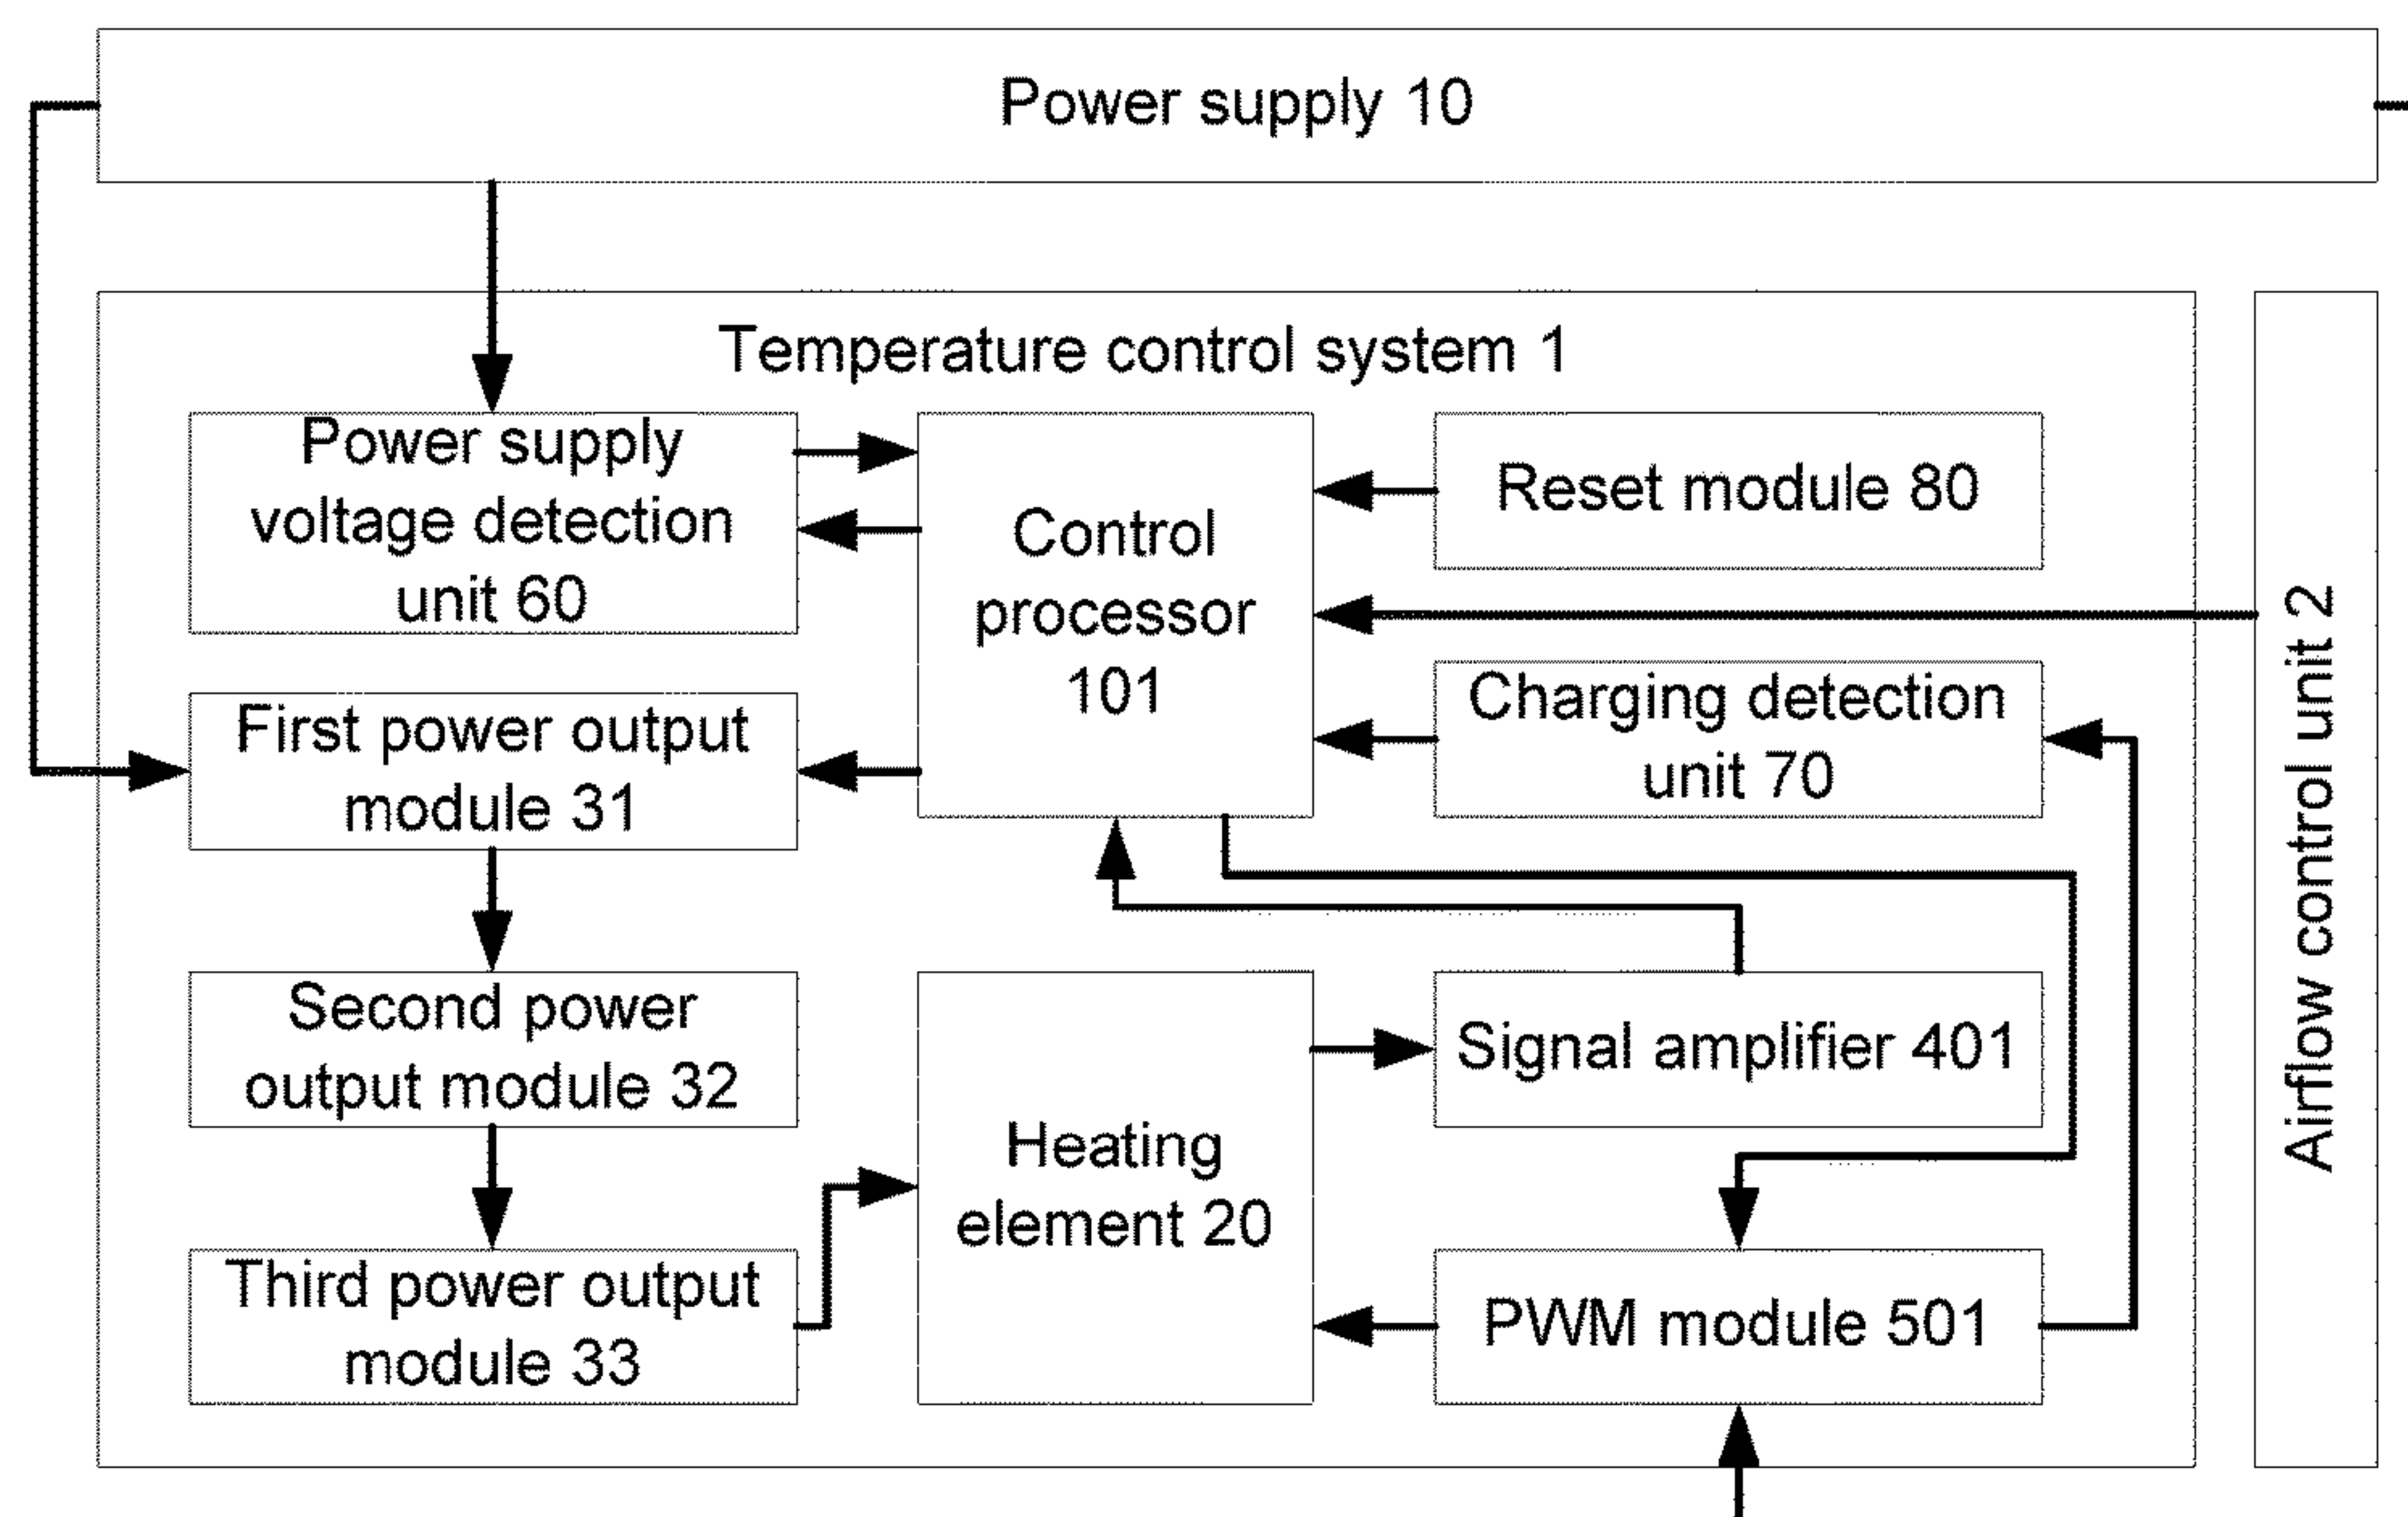 Power supply 10
Temperature control system 1
Power supply
voltage detection
unit 60
Control
processor
101
Reset module 80
First power output
module 31
Charging detection
unit 70
Airflow control unit 2
Second power
output module 32
Heating
element 20
Signal amplifier 401
Third power output
module 33
PWM module 501